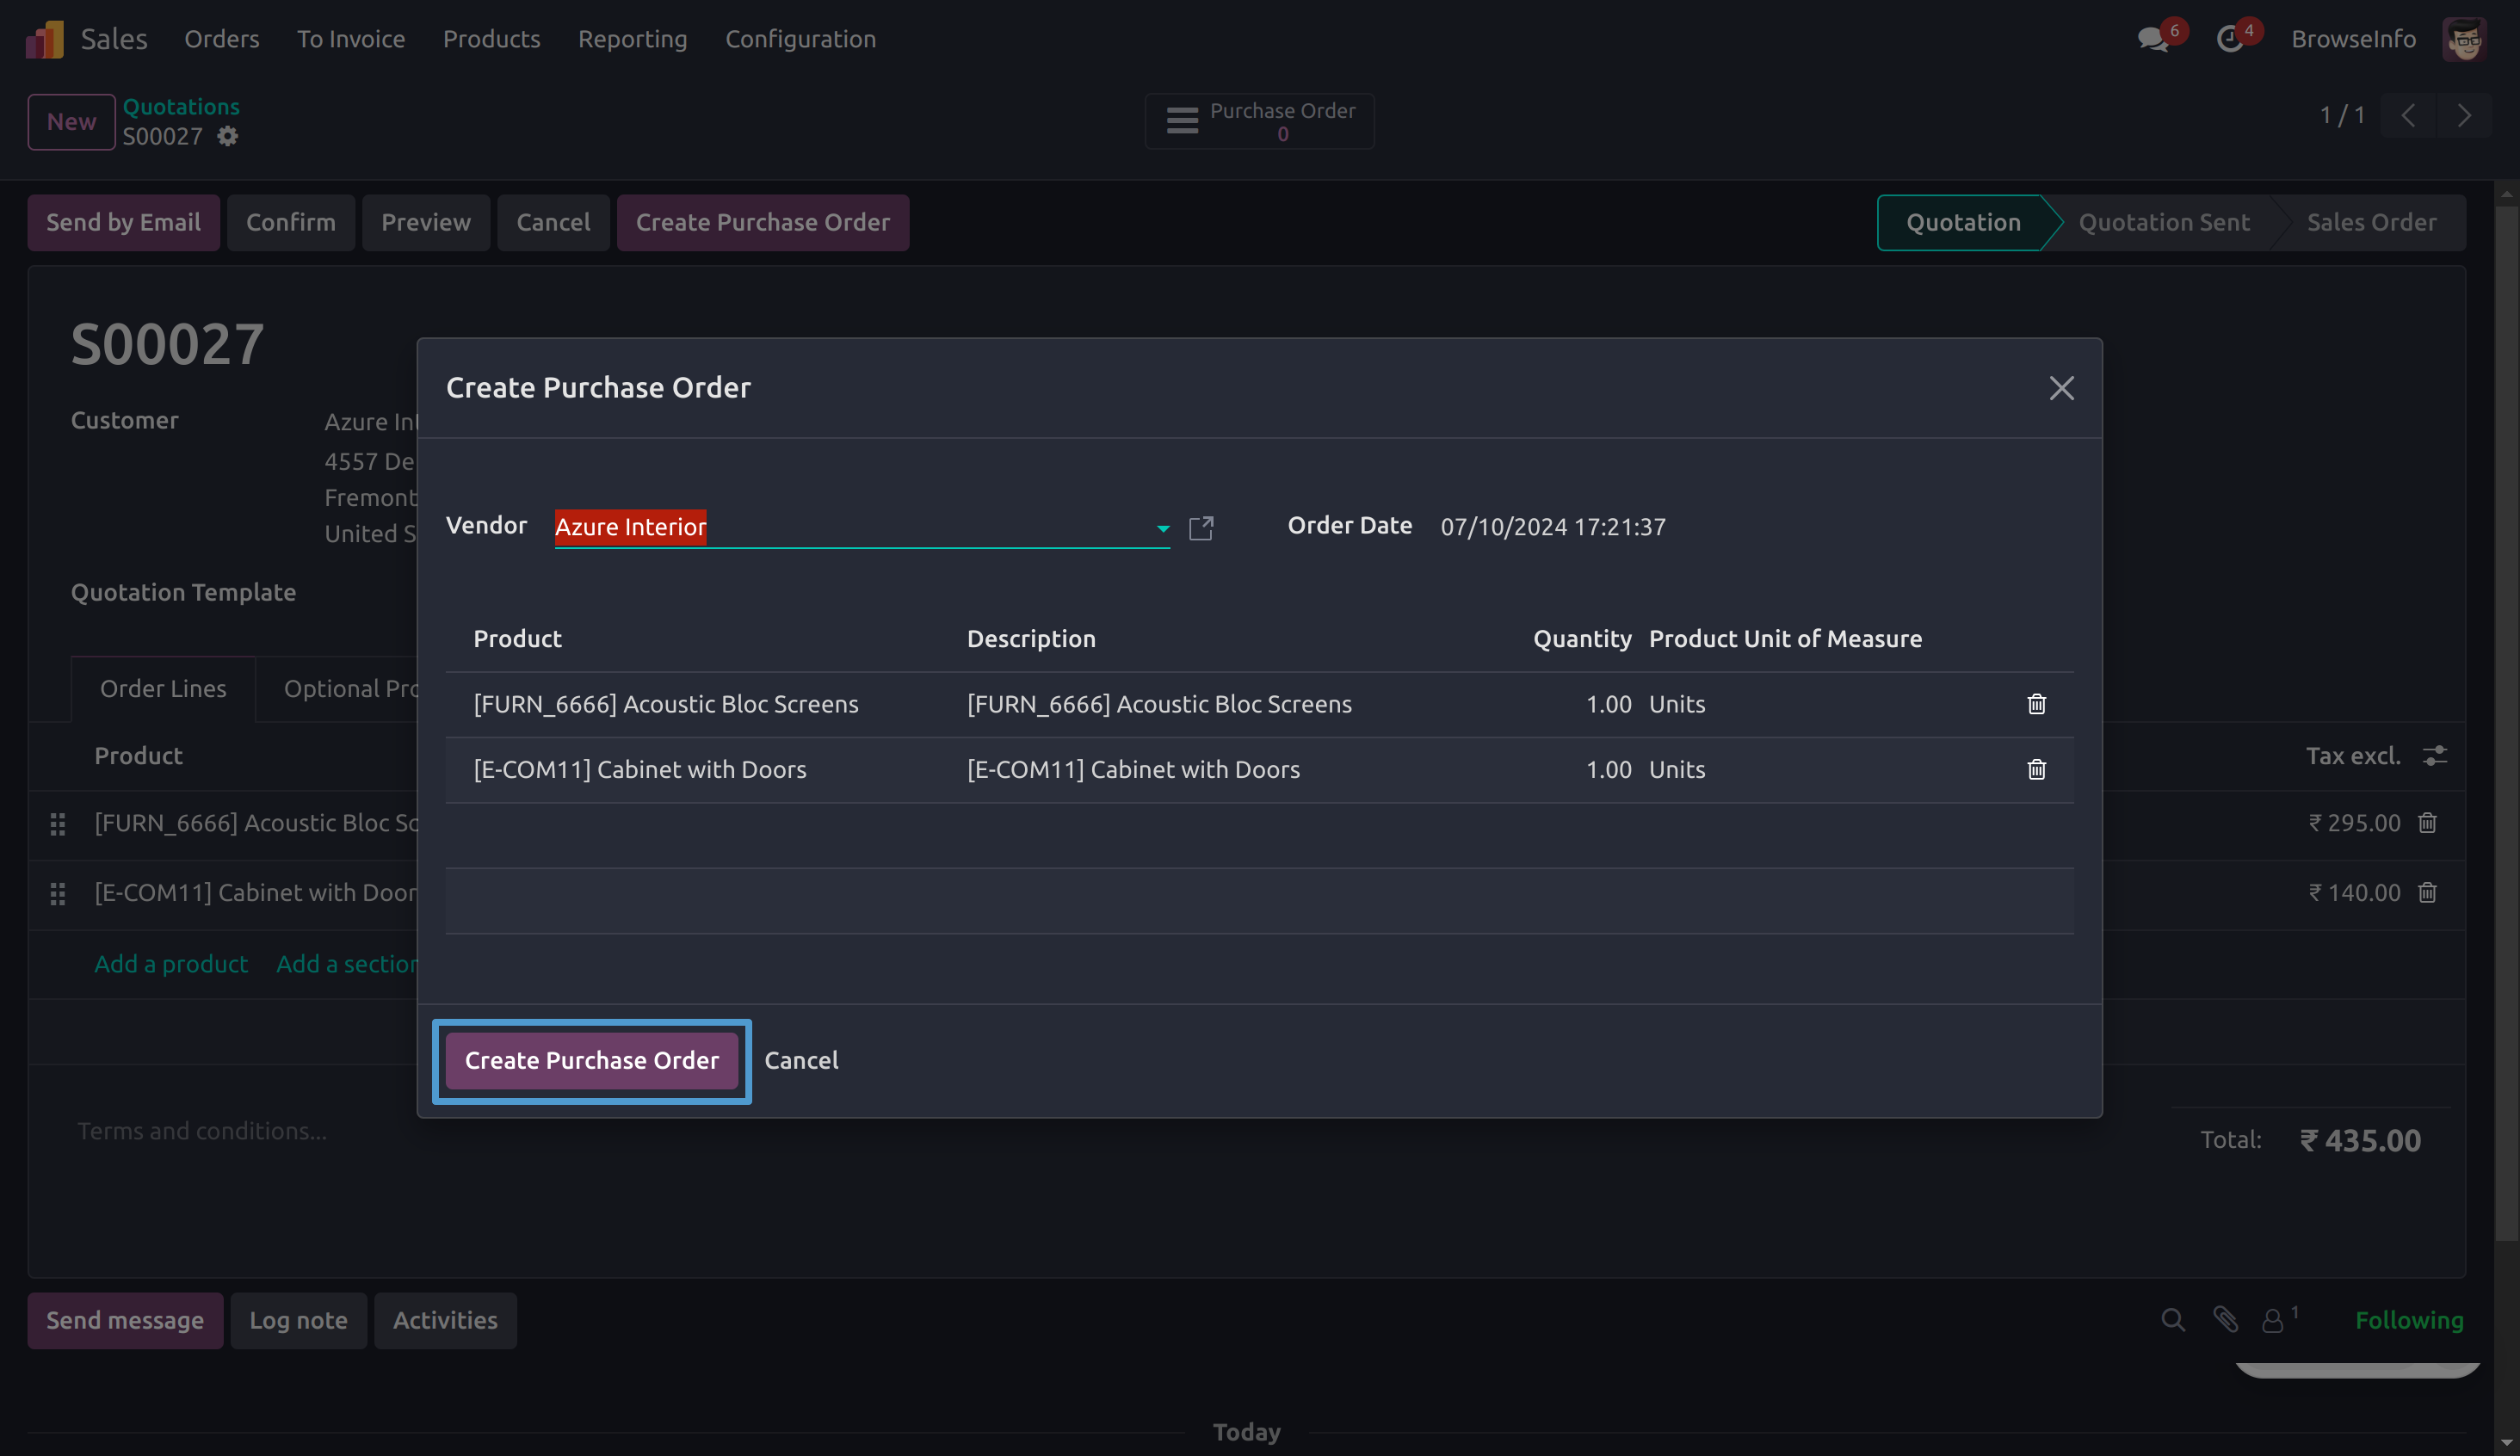 Sales Orders To Invoice Products Reporting Configuration 6 4 BrowseInfo
New Quotations
S00027
Purchase Order
0
1 / 1
Send by Email Confirm Preview Cancel Create Purchase Order Quotation Quotation Sent Sales Order
S00027
Customer
Azure Int
4557 De
Fremont
United S
Quotation Template
Order Lines Optional Pro
Product Tax excl.
[FURN_6666] Acoustic Bloc Sc ₹ 295.00
[E-COM11] Cabinet with Door ₹ 140.00
Add a product Add a section
Terms and conditions...
Total: ₹ 435.00
Create Purchase Order
Vendor Azure Interior Order Date 07/10/2024 17:21:37
Product Description Quantity Product Unit of Measure
[FURN_6666] Acoustic Bloc Screens [FURN_6666] Acoustic Bloc Screens 1.00 Units
[E-COM11] Cabinet with Doors [E-COM11] Cabinet with Doors 1.00 Units
Create Purchase Order Cancel
Send message Log note Activities 1 Following
Today